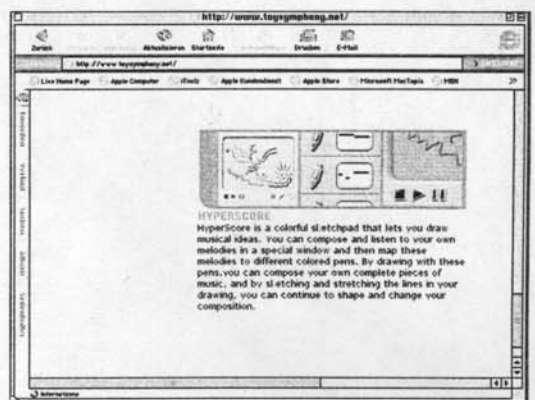 http://www.toysymphony.net/
Zurück Aktualisieren Startseite Drucken E-Mail
http://www.toysymphony.net/
Live Home Page Apple Computer iTools Apple Kundendienst Apple Store Microsoft MacTopia MSN
HYPERSCORE
HyperScore is a colorful sketchpad that lets you draw
musical ideas. You can compose and listen to your own
melodies in a special window and then map these
melodies to different colored pens. By drawing with these
pens,you can compose your own complete pieces of
music, and by sketching and stretching the lines in your
drawing, you can continue to shape and change your
composition.
Internetzone